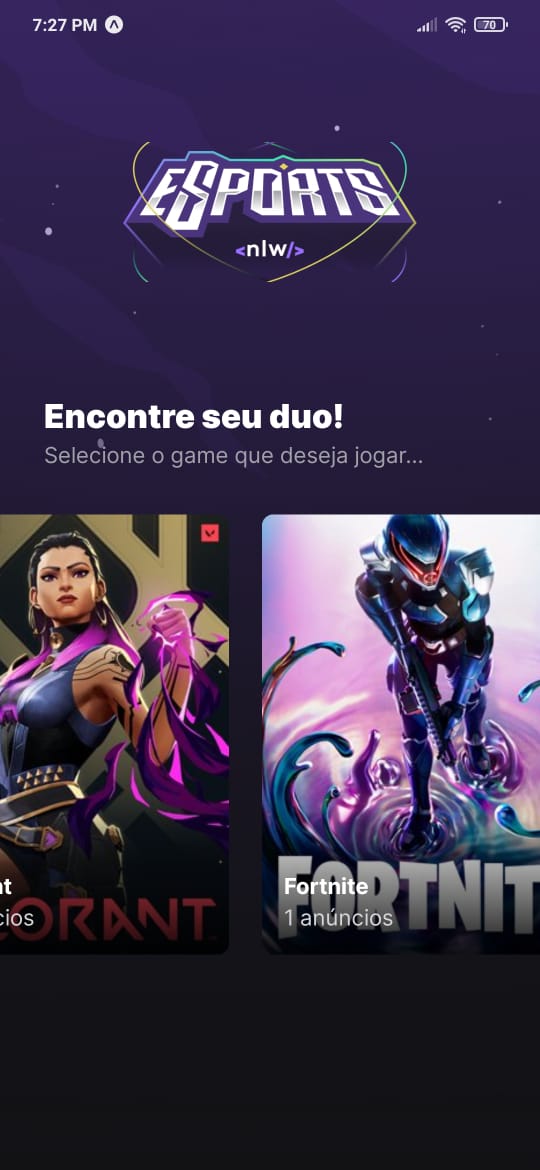 7:27 PM
70
ESPORTS
<nlw/>
Encontre seu duo!
Selecione o game que deseja jogar...
nt
cios
ORANT
Fortnite
1 anúncios
FORTNIT